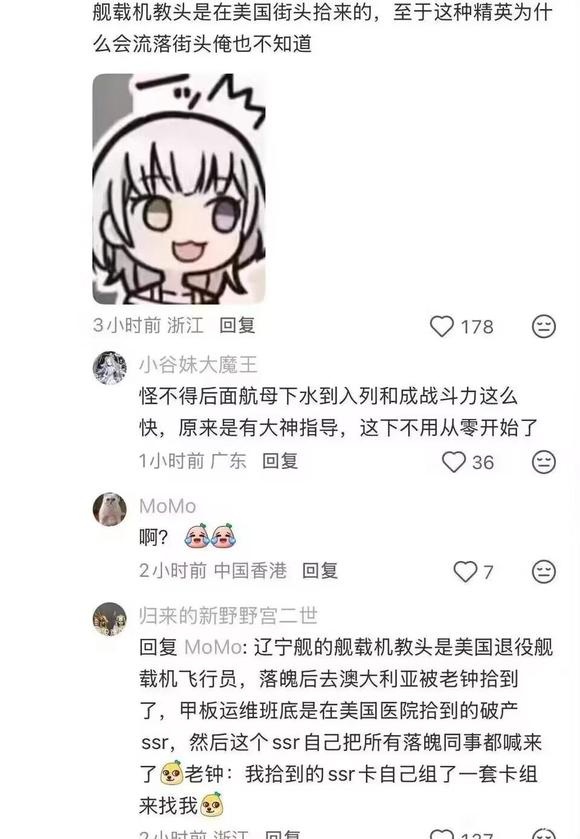 舰载机教头是在美国街头拾来的，至于这种精英为什
么会流落街头俺也不知道
3小时前 浙江 回复
178
小谷妹大魔王
怪不得后面航母下水到入列和成战斗力这么
快，原来是有大神指导，这下不用从零开始了
1小时前 广东 回复
36
MoMo
啊？
2小时前 中国香港 回复
7
归来的新野野宫二世
回复 MoMo: 辽宁舰的舰载机教头是美国退役舰
载机飞行员，落魄后去澳大利亚被老钟拾到
了，甲板运维班底是在美国医院拾到的破产
ssr，然后这个ssr自己把所有落魄同事都喊来
了老钟：我拾到的ssr卡自己组了一套卡组
来找我
2小时前 浙江 回复
137